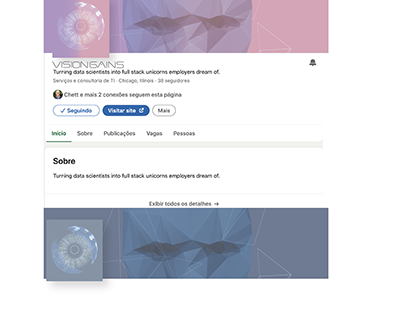 VISIONGAINS
Turring data scientists into full stack unicorns employers dream of.
Serviços e consultoria de TI · Chicago, Illinois · 38 seguidores
Chett e mais 2 conexões seguem esta página
Seguindo Visitar site Mais
Início Sobre Publicações Vagas Pessoas
Sobre
Turring data scientists into full stack unicorns employers dream of.
Exibir todos os detalhes →